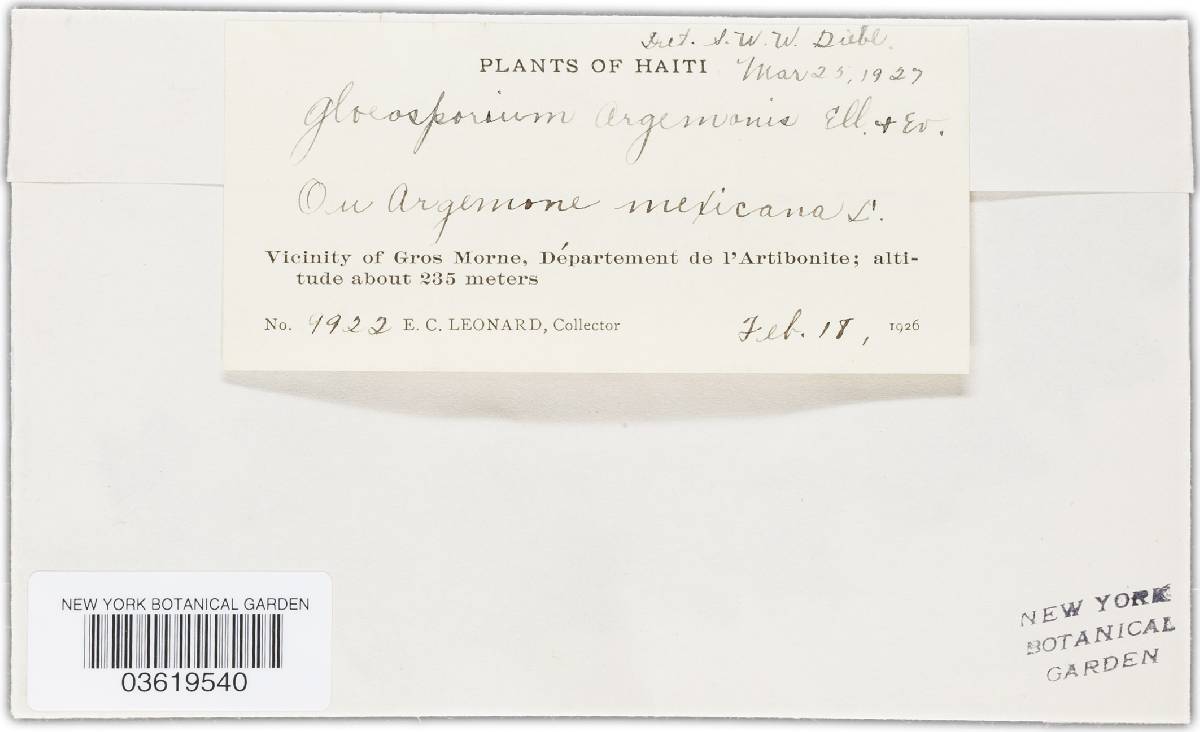 Det. S. W. W. Diehl.
PLANTS OF HAITI Mar 25, 1927
Gloeosporium Argemonis Ell. & Ev.
On Argemone mexicana L.
Vicinity of Gros Morne, Département de l'Artibonite; alti-
tude about 235 meters
No. 9922 E. C. LEONARD, Collector Feb. 18, 1926
NEW YORK BOTANICAL GARDEN
03619540
NEW YORK
BOTANICAL
GARDEN